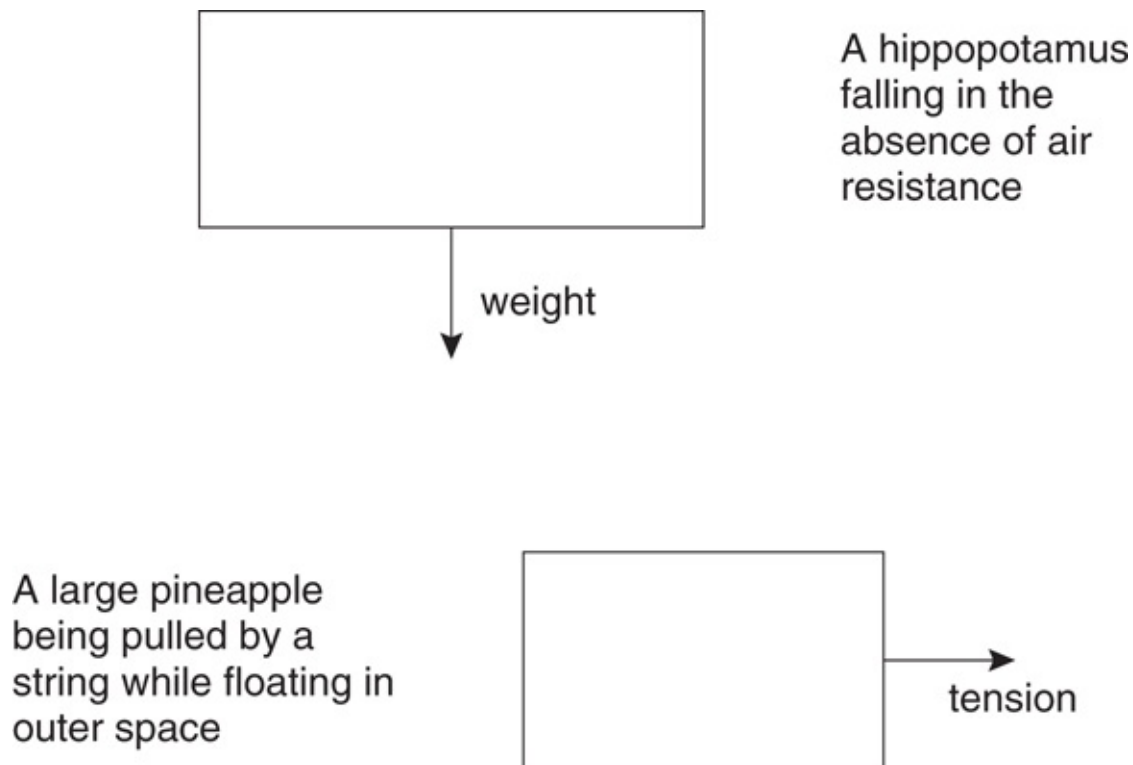 A hippopotamus
falling in the
absence of air
resistance
weight
A large pineapple
being pulled by a
string while floating in
outer space
tension